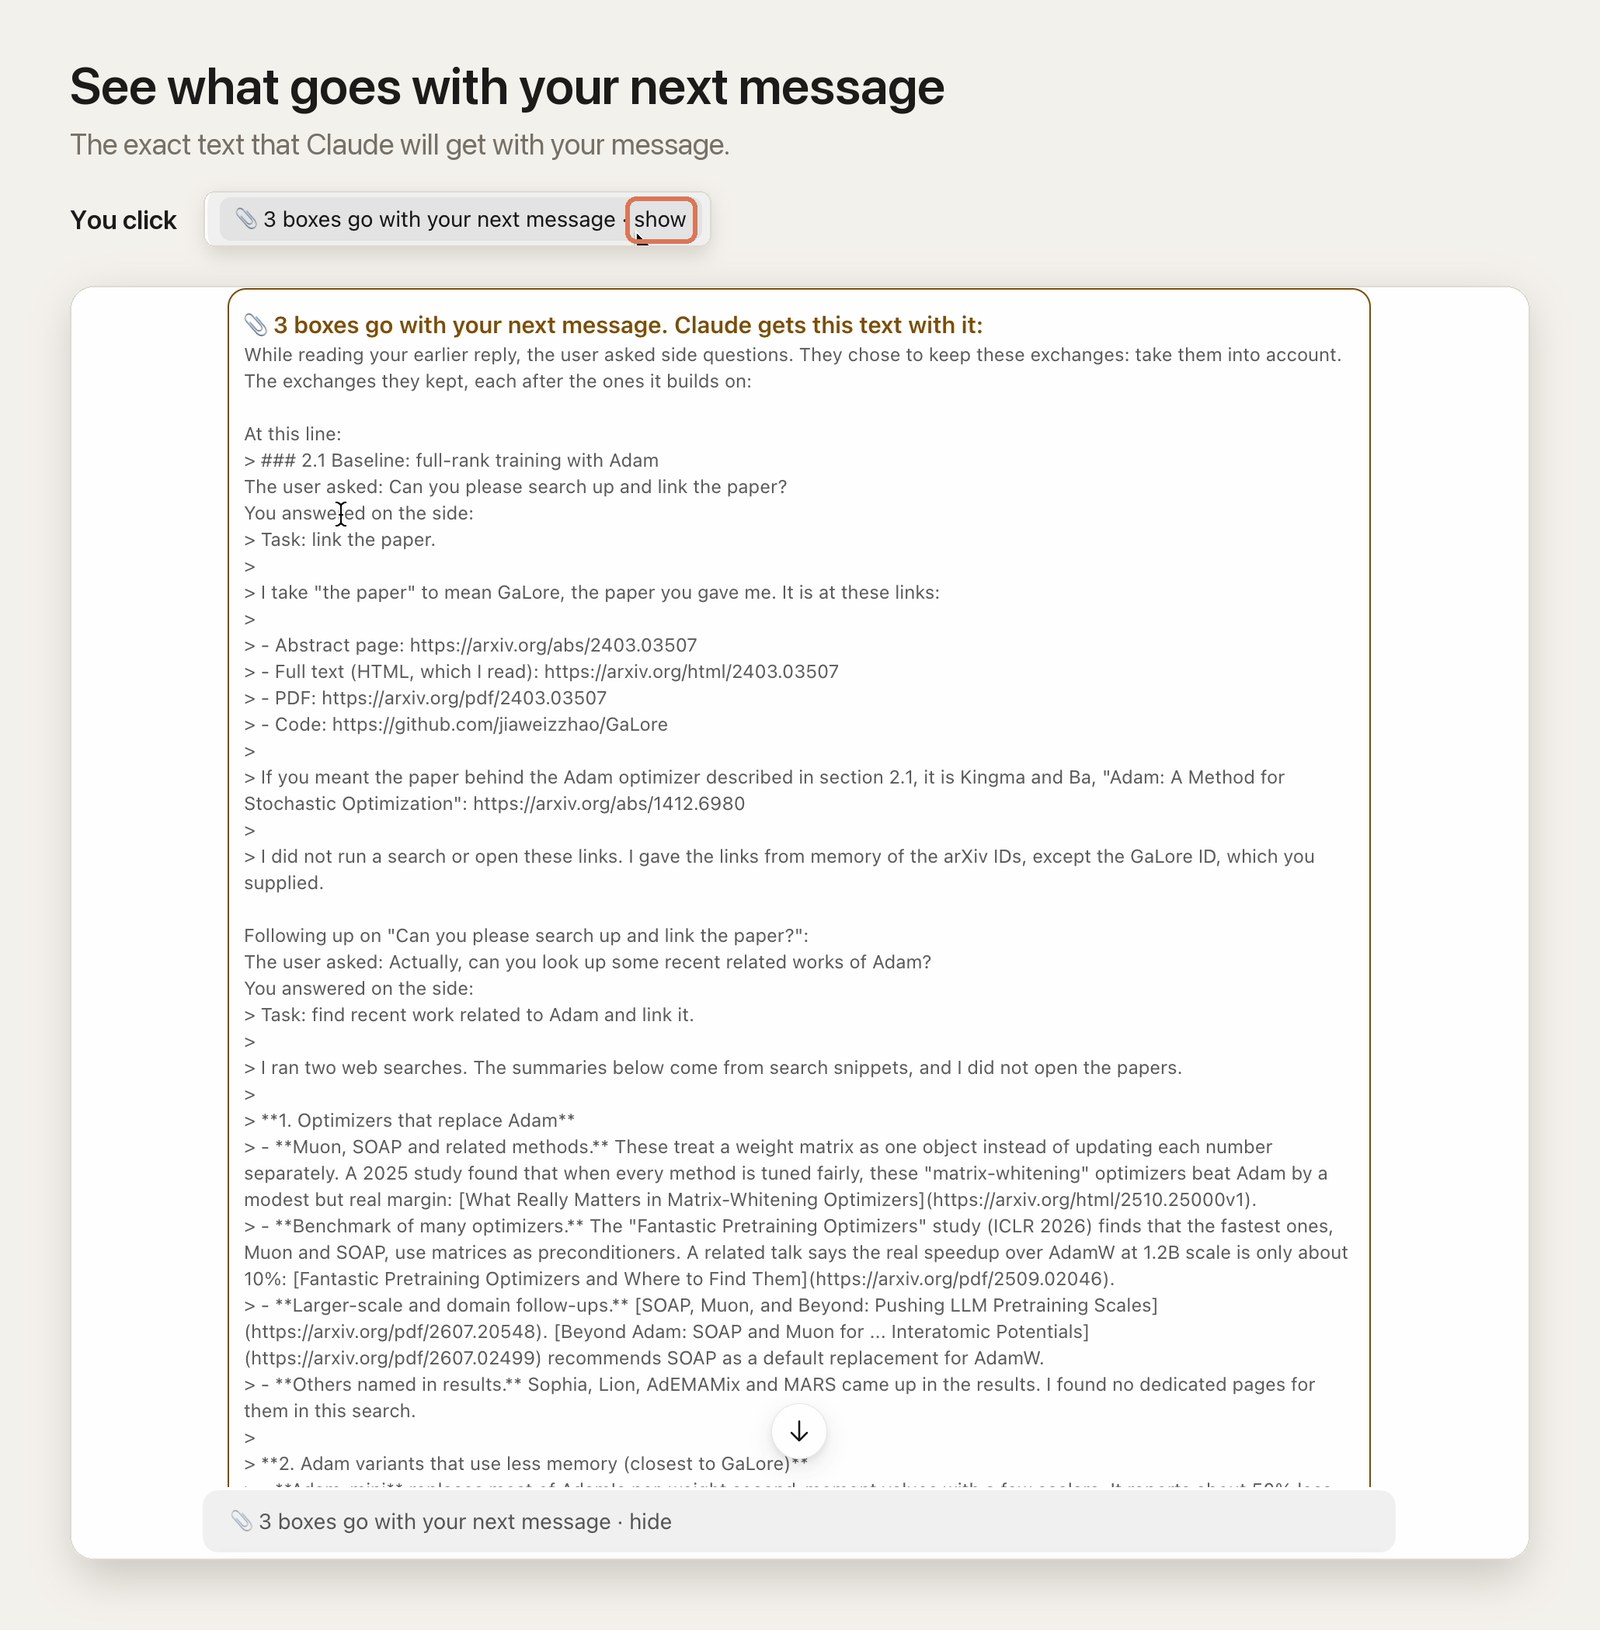 See what goes with your next message
The exact text that Claude will get with your message.
You click
📎 3 boxes go with your next message · show
📎 3 boxes go with your next message. Claude gets this text with it:
While reading your earlier reply, the user asked side questions. They chose to keep these exchanges: take them into account.
The exchanges they kept, each after the ones it builds on:
At this line:
> ### 2.1 Baseline: full-rank training with Adam
The user asked: Can you please search up and link the paper?
You answered on the side:
> Task: link the paper.
>
> I take "the paper" to mean GaLore, the paper you gave me. It is at these links:
>
> - Abstract page: https://arxiv.org/abs/2403.03507
> - Full text (HTML, which I read): https://arxiv.org/html/2403.03507
> - PDF: https://arxiv.org/pdf/2403.03507
> - Code: https://github.com/jiaweizzhao/GaLore
>
> If you meant the paper behind the Adam optimizer described in section 2.1, it is Kingma and Ba, "Adam: A Method for
Stochastic Optimization": https://arxiv.org/abs/1412.6980
>
> I did not run a search or open these links. I gave the links from memory of the arXiv IDs, except the GaLore ID, which you
supplied.
Following up on "Can you please search up and link the paper?":
The user asked: Actually, can you look up some recent related works of Adam?
You answered on the side:
> Task: find recent work related to Adam and link it.
>
> I ran two web searches. The summaries below come from search snippets, and I did not open the papers.
>
> **1. Optimizers that replace Adam**
> - **Muon, SOAP and related methods.** These treat a weight matrix as one object instead of updating each number
separately. A 2025 study found that when every method is tuned fairly, these "matrix-whitening" optimizers beat Adam by a
modest but real margin: [What Really Matters in Matrix-Whitening Optimizers](https://arxiv.org/html/2510.25000v1).
> - **Benchmark of many optimizers.** The "Fantastic Pretraining Optimizers" study (ICLR 2026) finds that the fastest ones,
Muon and SOAP, use matrices as preconditioners. A related talk says the real speedup over AdamW at 1.2B scale is only about
10%: [Fantastic Pretraining Optimizers and Where to Find Them](https://arxiv.org/pdf/2509.02046).
> - **Larger-scale and domain follow-ups.** [SOAP, Muon, and Beyond: Pushing LLM Pretraining Scales]
(https://arxiv.org/pdf/2607.20548). [Beyond Adam: SOAP and Muon for ... Interatomic Potentials]
(https://arxiv.org/pdf/2607.02499) recommends SOAP as a default replacement for AdamW.
> - **Others named in results.** Sophia, Lion, AdEMAMix and MARS came up in the results. I found no dedicated pages for
them in this search.
>
> **2. Adam variants that use less memory (closest to GaLore)**
📎 3 boxes go with your next message · hide